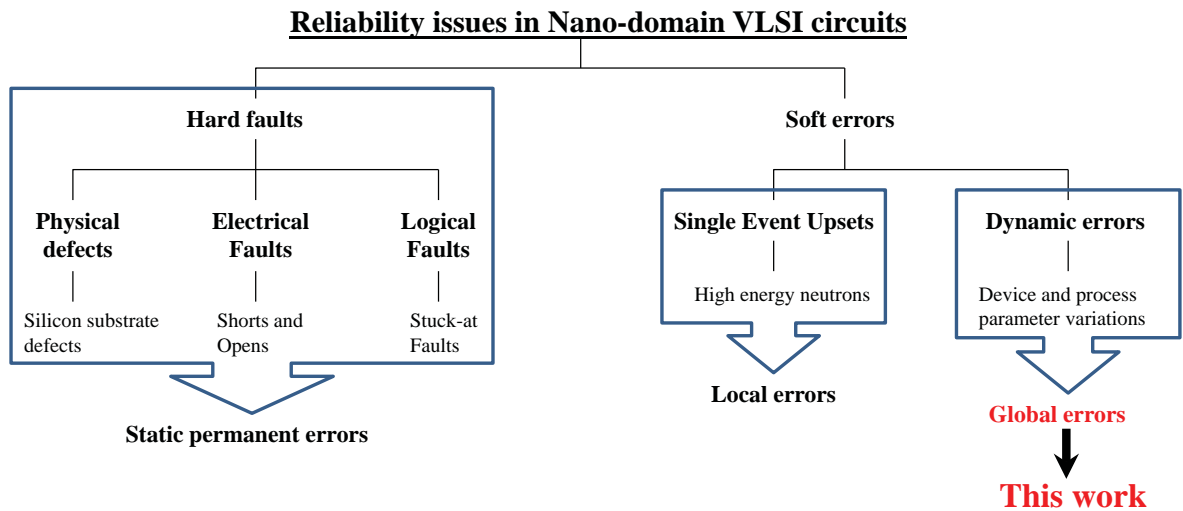 Reliability issues in Nano-domain VLSI circuits
Hard faults
Soft errors
Physical
defects
Electrical
Faults
Logical
Faults
Single Event Upsets
Dynamic errors
Silicon substrate
defects
Shorts and
Opens
Stuck-at
Faults
High energy neutrons
Device and process
parameter variations
Static permanent errors
Local errors
Global errors
This work